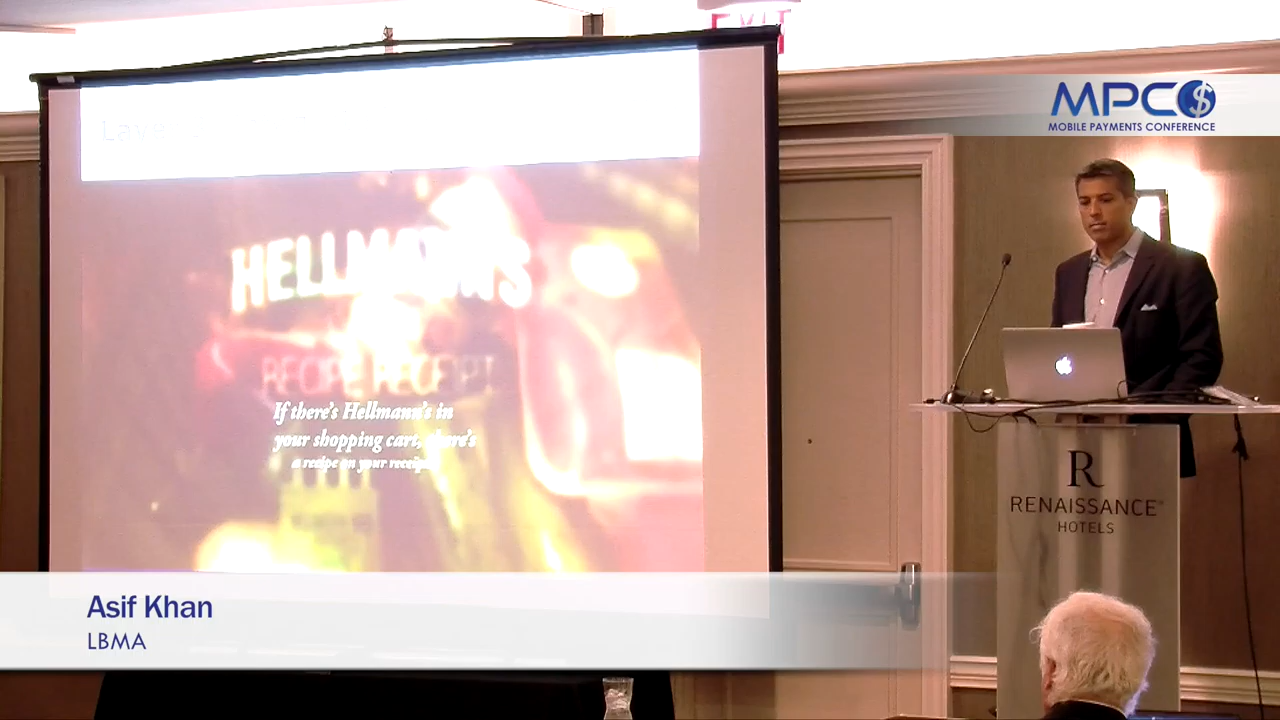 EXIT
MPC$
MOBILE PAYMENTS CONFERENCE
HELLMANN'S
RECIPE RECEIPT
If there's Hellmann's in
your shopping cart, there's
a recipe on your receipt
R
RENAISSANCE
HOTELS
Asif Khan
LBMA